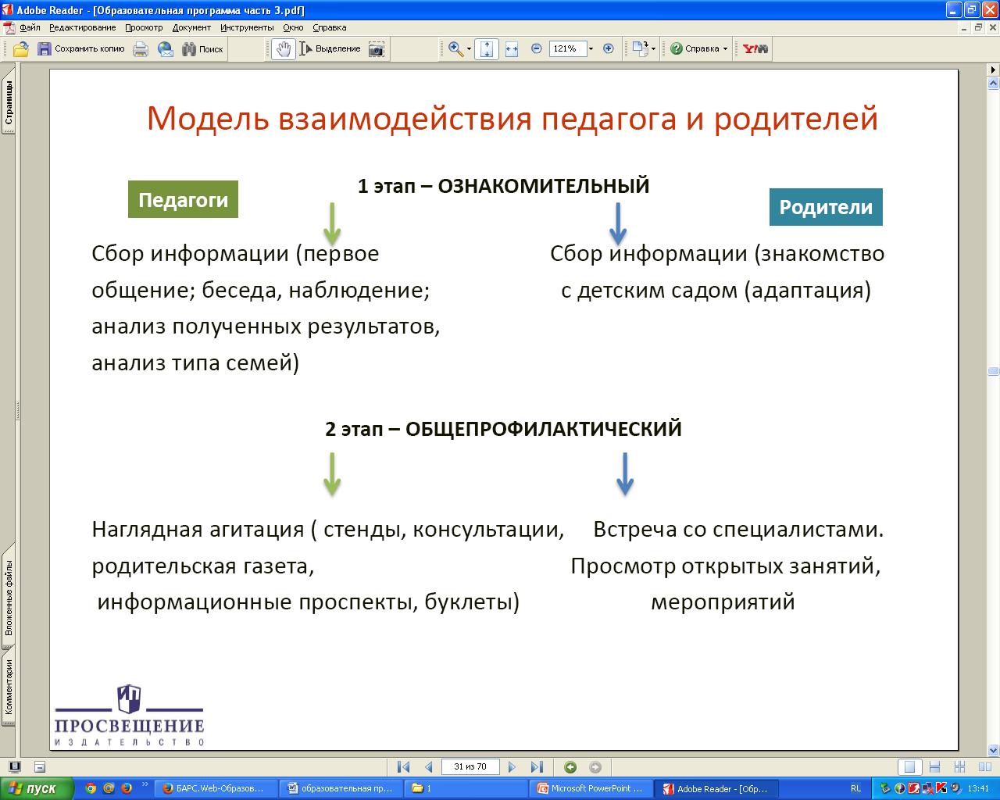 Adobe Reader - [Образовательная программа часть 3.pdf]
Файл Редактирование Просмотр Документ Инструменты Окно Справка
Сохранить копию Поиск Выделение 121% Справка Y!
Страницы
Вложенные файлы
Комментарии
Модель взаимодействия педагога и родителей
1 этап – ОЗНАКОМИТЕЛЬНЫЙ
Педагоги
Родители
Сбор информации (первое
общение; беседа, наблюдение;
анализ полученных результатов,
анализ типа семей)
Сбор информации (знакомство
с детским садом (адаптация)
2 этап – ОБЩЕПРОФИЛАКТИЧЕСКИЙ
Наглядная агитация ( стенды, консультации,
родительская газета,
информационные проспекты, буклеты)
Встреча со специалистами.
Просмотр открытых занятий,
мероприятий
ИП
ПРОСВЕЩЕНИЕ
ИЗДАТЕЛЬСТВО
31 из 70
пуск » БАРС.Web-Образов... образовательная пр... 1 Microsoft PowerPoint ... Adobe Reader - [Обр... RL 13:41